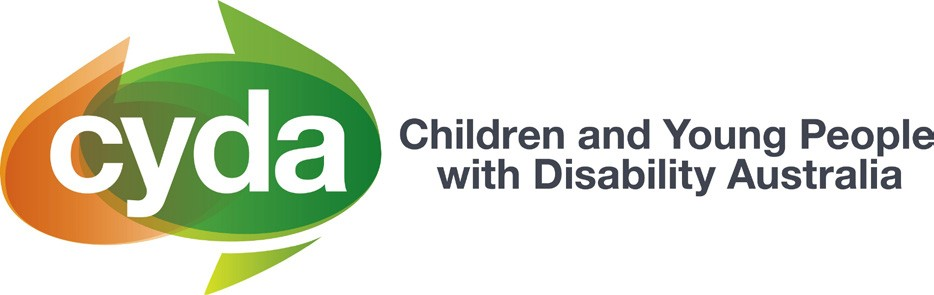 cyda
Children and Young People
with Disability Australia